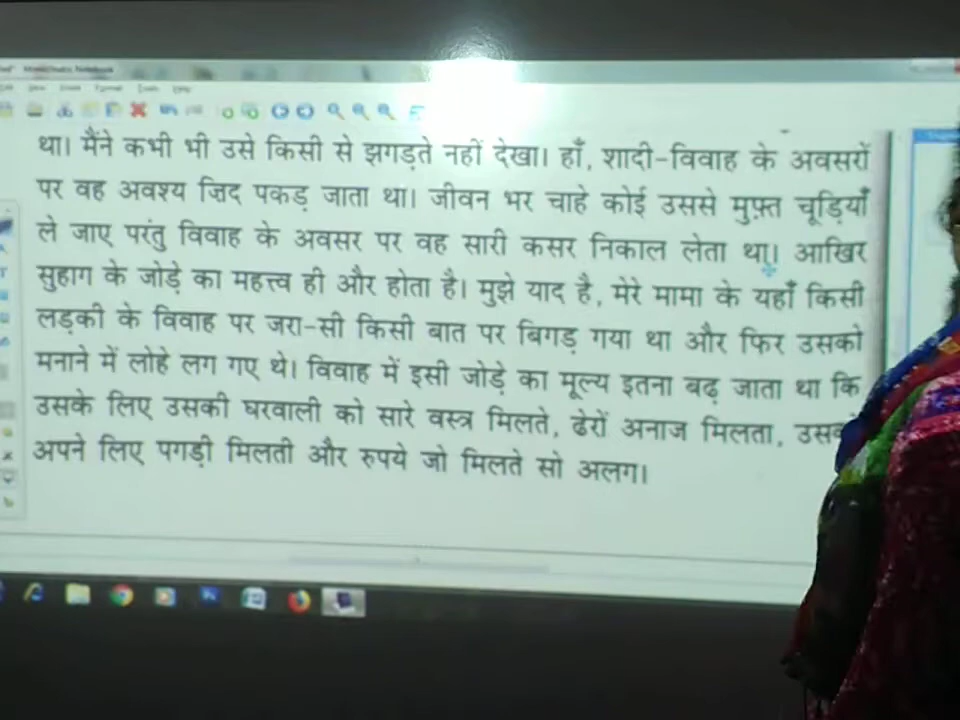 था। मैंने कभी भी उसे किसी से झगड़ते नहीं देखा। हाँ, शादी-विवाह के अवसरों
पर वह अवश्य जिद पकड़ जाता था। जीवन भर चाहे कोई उससे मुफ़्त चूड़ियाँ
ले जाए परंतु विवाह के अवसर पर वह सारी कसर निकाल लेता था। आखिर
सुहाग के जोड़े का महत्त्व ही और होता है। मुझे याद है, मेरे मामा के यहाँ किसी
लड़की के विवाह पर जरा-सी किसी बात पर बिगड़ गया था और फिर उसको
मनाने में लोहे लग गए थे। विवाह में इसी जोड़े का मूल्य इतना बढ़ जाता था कि
उसके लिए उसकी घरवाली को सारे वस्त्र मिलते, ढेरों अनाज मिलता,
अपने लिए पगड़ी मिलती और रुपये जो मिलते सो अलग।